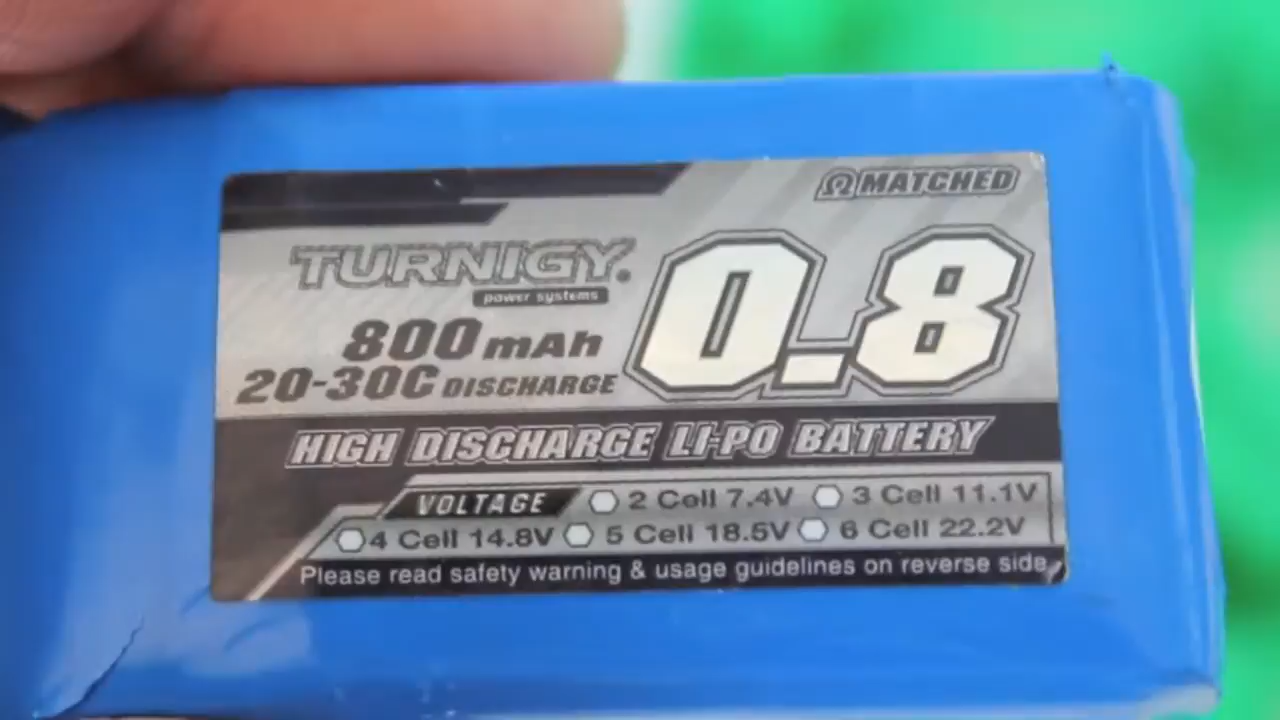 Ω MATCHED
TURNIGY.
power systems
0.8
800 mAh
20-30C DISCHARGE
HIGH DISCHARGE LI-PO BATTERY
VOLTAGE 2 Cell 7.4V 3 Cell 11.1V
4 Cell 14.8V 5 Cell 18.5V 6 Cell 22.2V
Please read safety warning & usage guidelines on reverse side.